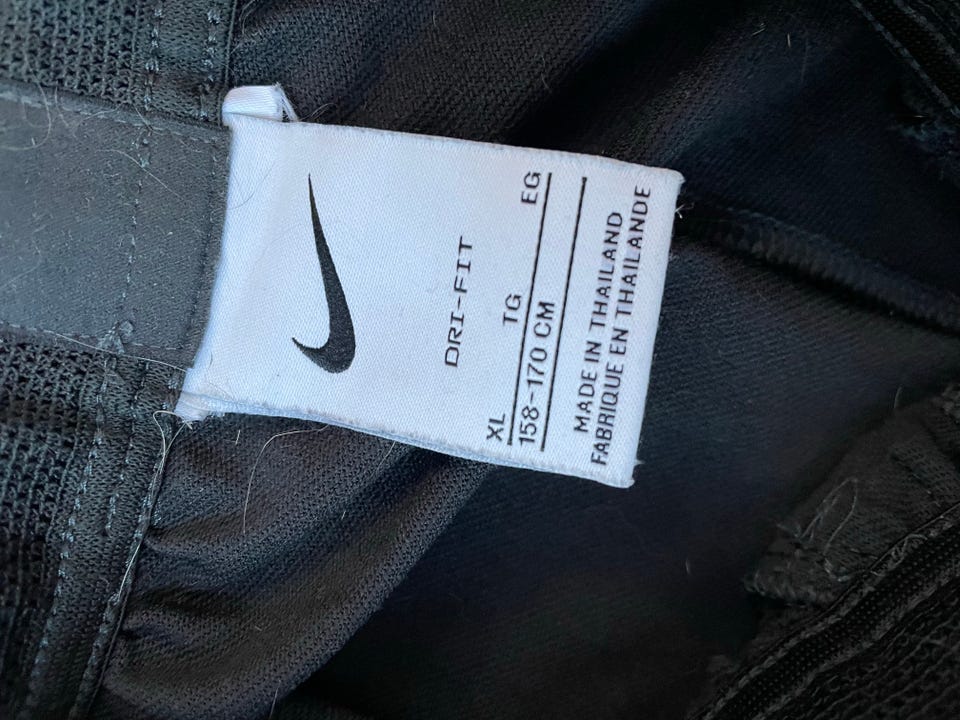 DRI-FIT
XL TG EG
158-170 CM
MADE IN THAILAND
FABRIQUE EN THAILANDE